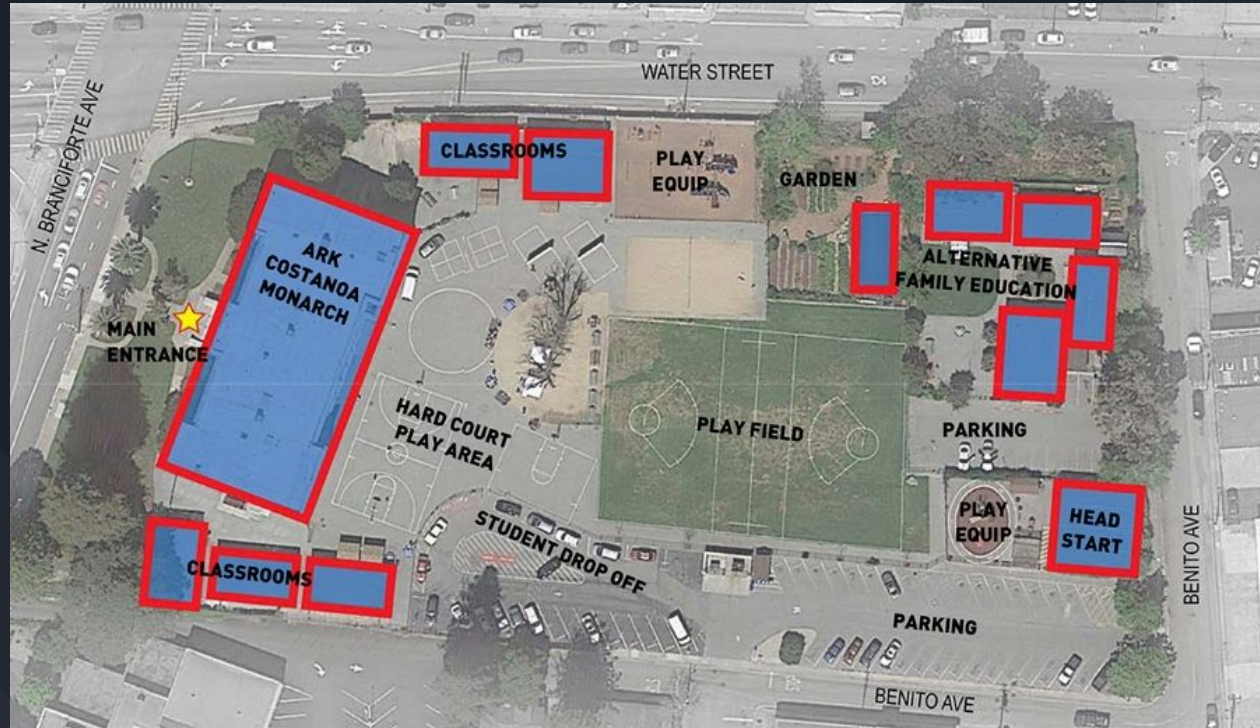 WATER STREET
N. BRANCIFORTE AVE
CLASSROOMS
PLAY
EQUIP
GARDEN
ARK
COSTANOA
MONARCH
ALTERNATIVE
FAMILY EDUCATION
MAIN
ENTRANCE
HARD COURT
PLAY AREA
PLAY FIELD
PARKING
PLAY
EQUIP
HEAD
START
STUDENT DROP OFF
CLASSROOMS
PARKING
BENITO AVE
BENITO AVE